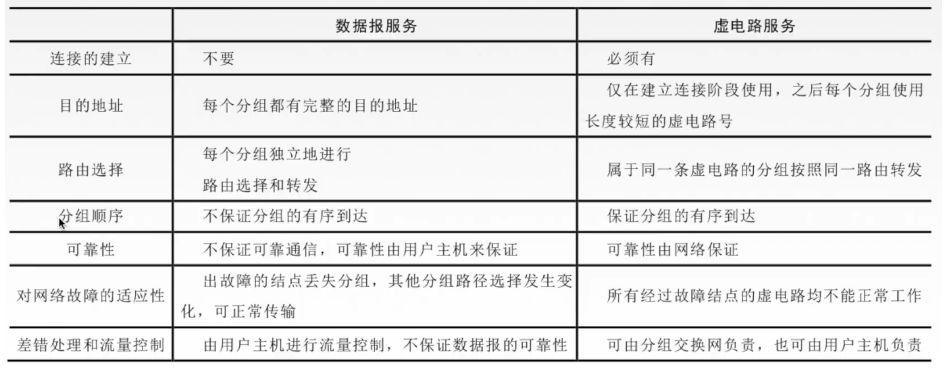 数据报服务 虚电路服务
连接的建立 不要 必须有
目的地址 每个分组都有完整的目的地址 仅在建立连接阶段使用，之后每个分组使用
长度较短的虚电路号
路由选择 每个分组独立地进行
路由选择和转发 属于同一条虚电路的分组按照同一路由转发
分组顺序 不保证分组的有序到达 保证分组的有序到达
可靠性 不保证可靠通信，可靠性由用户主机来保证 可靠性由网络保证
对网络故障的适应性 出故障的结点丢失分组，其他分组路径选择发生变
化，可正常传输 所有经过故障结点的虚电路均不能正常工作
差错处理和流量控制 由用户主机进行流量控制，不保证数据报的可靠性 可由分组交换网负责，也可由用户主机负责